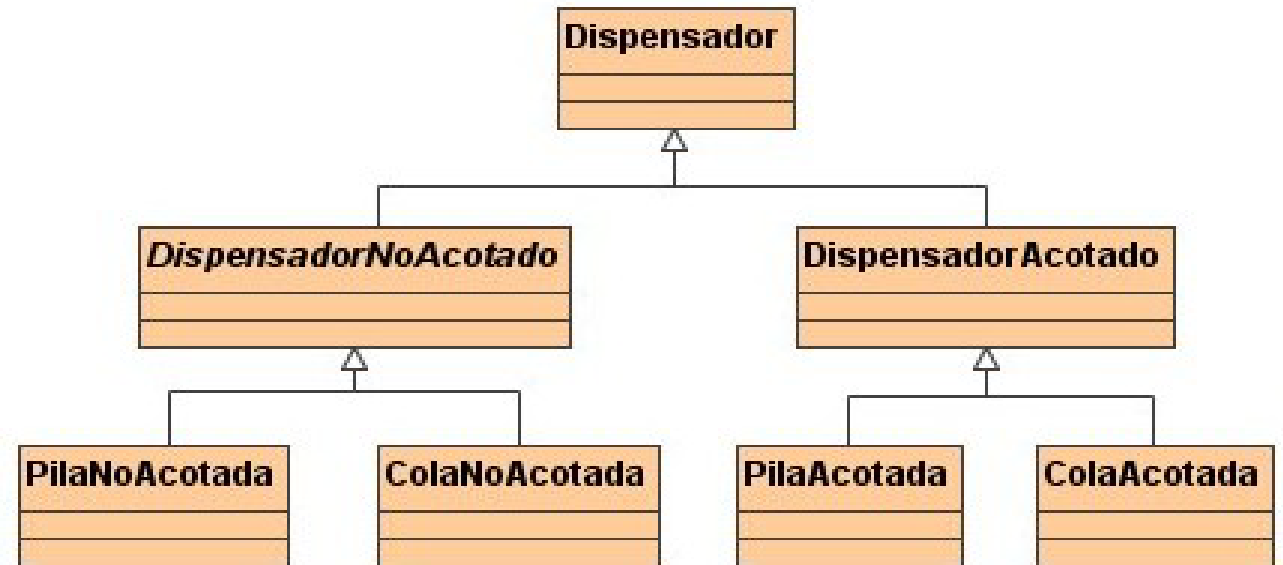 Dispensador
DispensadorNoAcotado
DispensadorAcotado
PilaNoAcotada
ColaNoAcotada
PilaAcotada
ColaAcotada